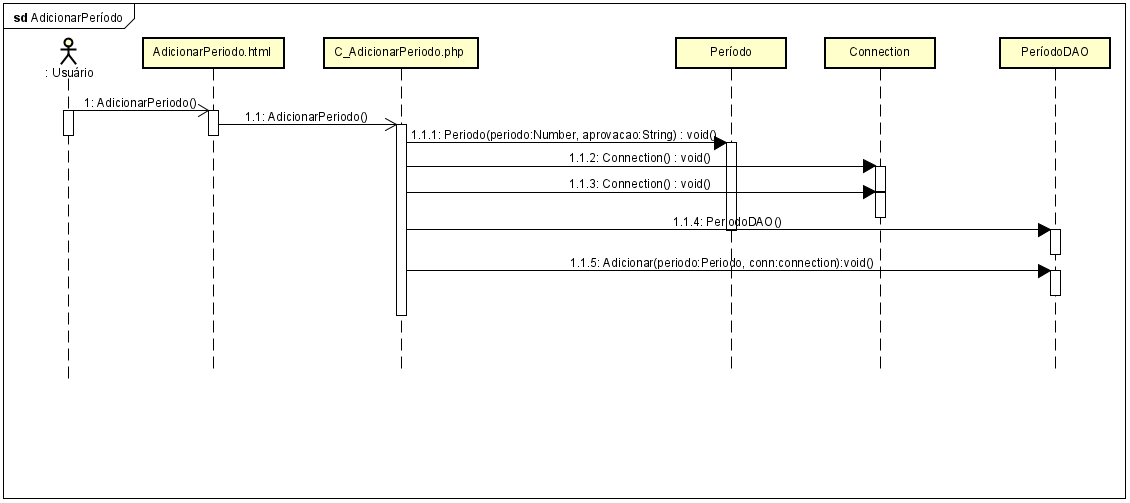 sd AdicionarPeríodo
: Usuário
AdicionarPeriodo.html
C_AdicionarPeriodo.php
Período
Connection
PeríodoDAO
1: AdicionarPeriodo()
1.1: AdicionarPeriodo()
1.1.1: Periodo(periodo:Number, aprovacao:String) : void()
1.1.2: Connection() : void()
1.1.3: Connection() : void()
1.1.4: PeriodoDAO()
1.1.5: Adicionar(periodo:Periodo, conn:connection):void()